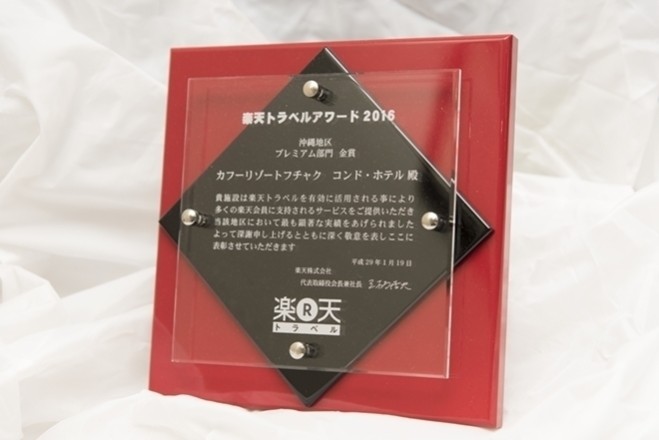 楽天トラベルアワード2016
沖縄地区
プレミアム部門 金賞
カフーリゾートフチャク コンド・ホテル 殿
貴施設は楽天トラベルを有効に活用される事により
多くの楽天会員に支持されるサービスをご提供いただき
当該地区において最も顕著な実績をあげられました
よって深謝申し上げるとともに深く敬意を表しここに
表彰させていただきます
平成29年1月19日
楽天株式会社
代表取締役会長兼社長
楽R天
トラベル